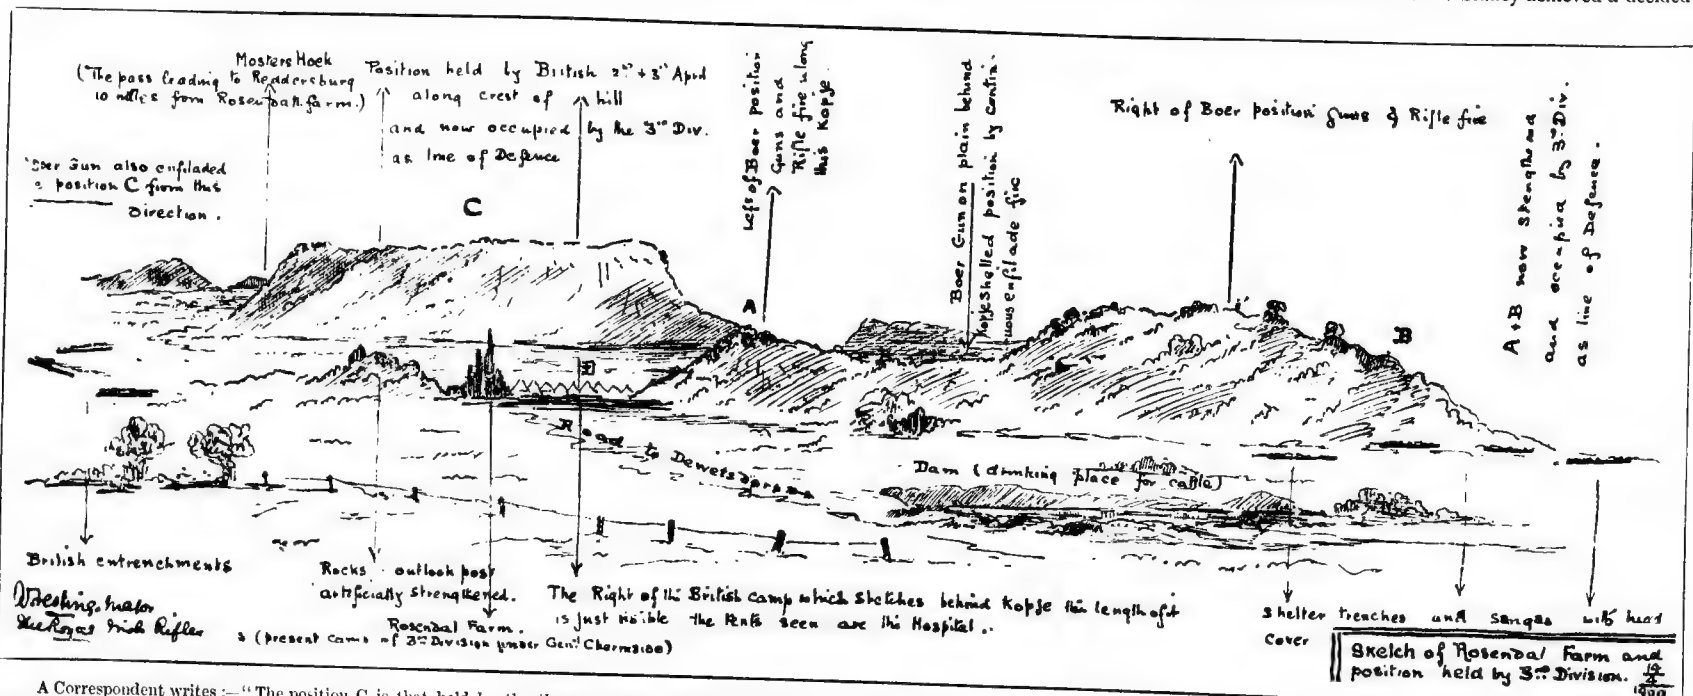 achieved a decided
Mosters Hoek
(The pass leading to Reddersburg
10 miles from Rosendal farm.)
Position held by British 2nd + 3rd April
along crest of hill
and now occupied by the 3rd Div.
as line of Defence
Boer Gun also enfiladed
position C from this
Direction.
C
Left of Boer position
Guns and
Rifle fire along
this Kopje
A
Boer Gun on plain behind
Kopje shelled position by contin-
uous enfilade fire
Right of Boer position guns & Rifle fire
B
A + B now strengthened
and occupied by 3rd Div.
as line of Defence.
Road to Dewetsdorp
Dam (drinking place for cattle)
British entrenchments
Major
The Royal Irish Rifles
Rocks outlook post
artificially strengthened.
Rosendal Farm.
(present camp of 3rd Division under Genl Chermside)
The Right of the British camp which stretches behind Kopje the length of it
is just visible the tents seen are the Hospital.
Shelter trenches and sangas with head
cover
Sketch of Rosendal Farm and
position held by 3rd Division.
1900
A Correspondent writes :—"The position C is that held by the